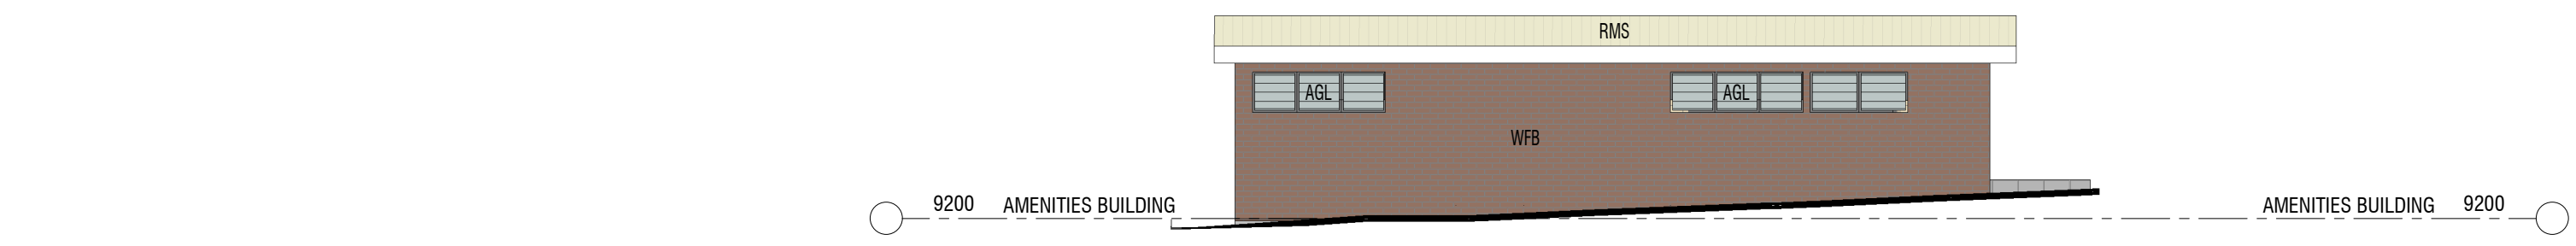 RMS
AGL
AGL
WFB
9200 AMENITIES BUILDING
AMENITIES BUILDING 9200